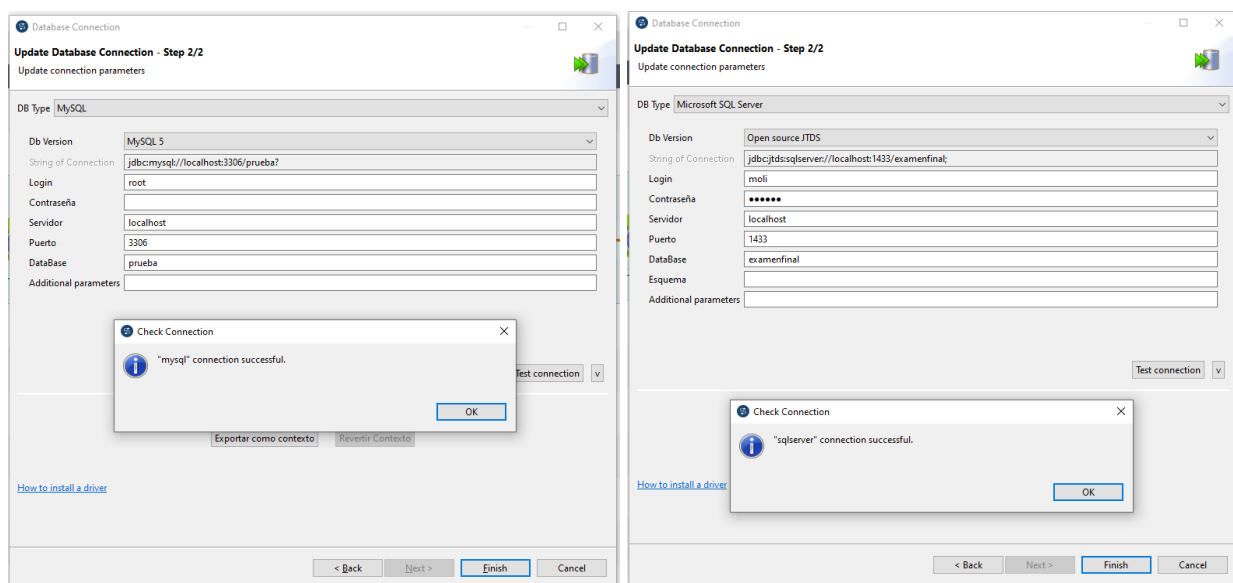 Database Connection
Update Database Connection - Step 2/2
Update connection parameters
DB Type MySQL
Db Version MySQL 5
String of Connection jdbc:mysql://localhost:3306/prueba?
Login root
Contraseña
Servidor localhost
Puerto 3306
DataBase prueba
Additional parameters
Check Connection
"mysql" connection successful.
OK
Test connection v
Exportar como contexto Revertir Contexto
How to install a driver
< Back Next > Finish Cancel
Database Connection
Update Database Connection - Step 2/2
Update connection parameters
DB Type Microsoft SQL Server
Db Version Open source JTDS
String of Connection jdbc:jtds:sqlserver://localhost:1433/examenfinal;
Login moli
Contraseña ●●●●●●
Servidor localhost
Puerto 1433
DataBase examenfinal
Esquema
Additional parameters
Test connection v
Check Connection
"sqlserver" connection successful.
OK
How to install a driver
< Back Next > Finish Cancel